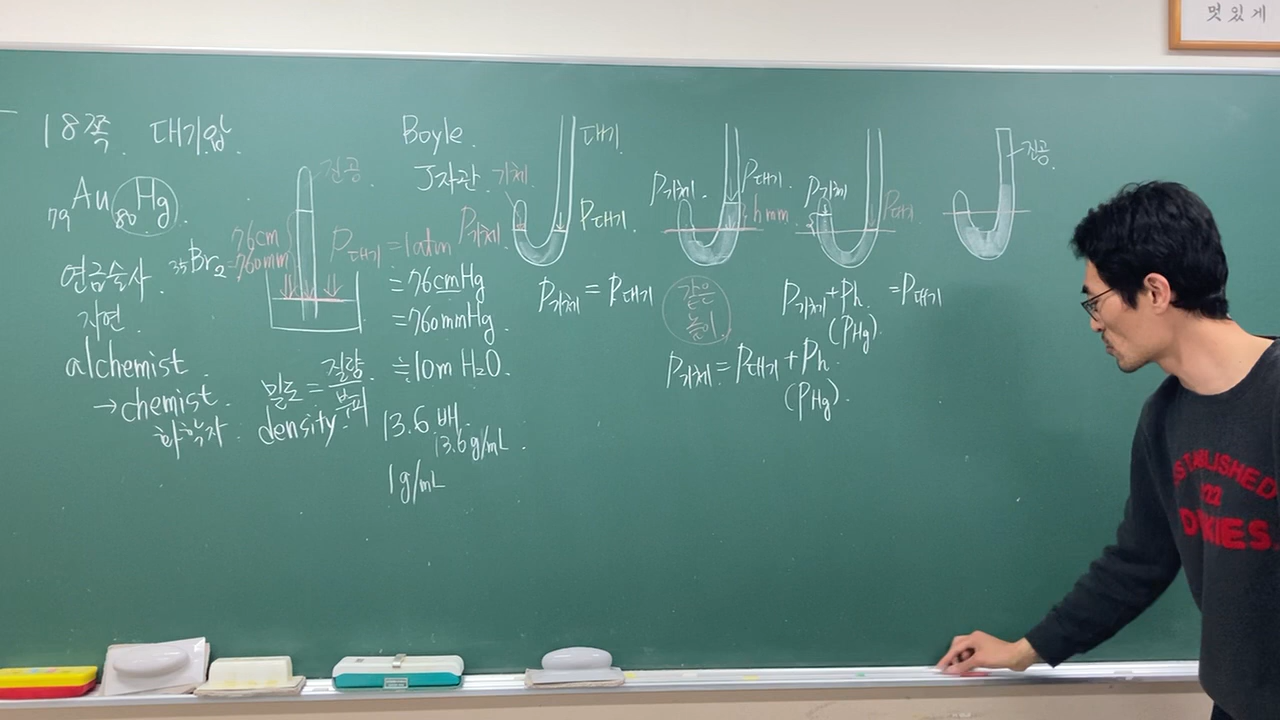 멋있게
18쪽. 대기압.
79Au 80Hg.
연금술사.
자연.
alchemist.
→ chemist.
화학자.
진공.
76cm
760mm
35Br2
P대기 = 1atm
≒ 76cmHg
= 760mmHg.
≒ 10m H2O.
밀도 = 질량/부피.
density.
13.6배.
13.6g/mL.
1g/mL
Boyle.
J자관.
기체.
대기.
P기체.
P대기
P기체 = P대기
P기체.
P대기.
h mm
같은
높이.
P기체 = P대기 + Ph.
(PHg).
P기체
P대기.
P기체 + Ph. = P대기
(PHg).
진공.
ESTABLISHED
1922
DICKIES.